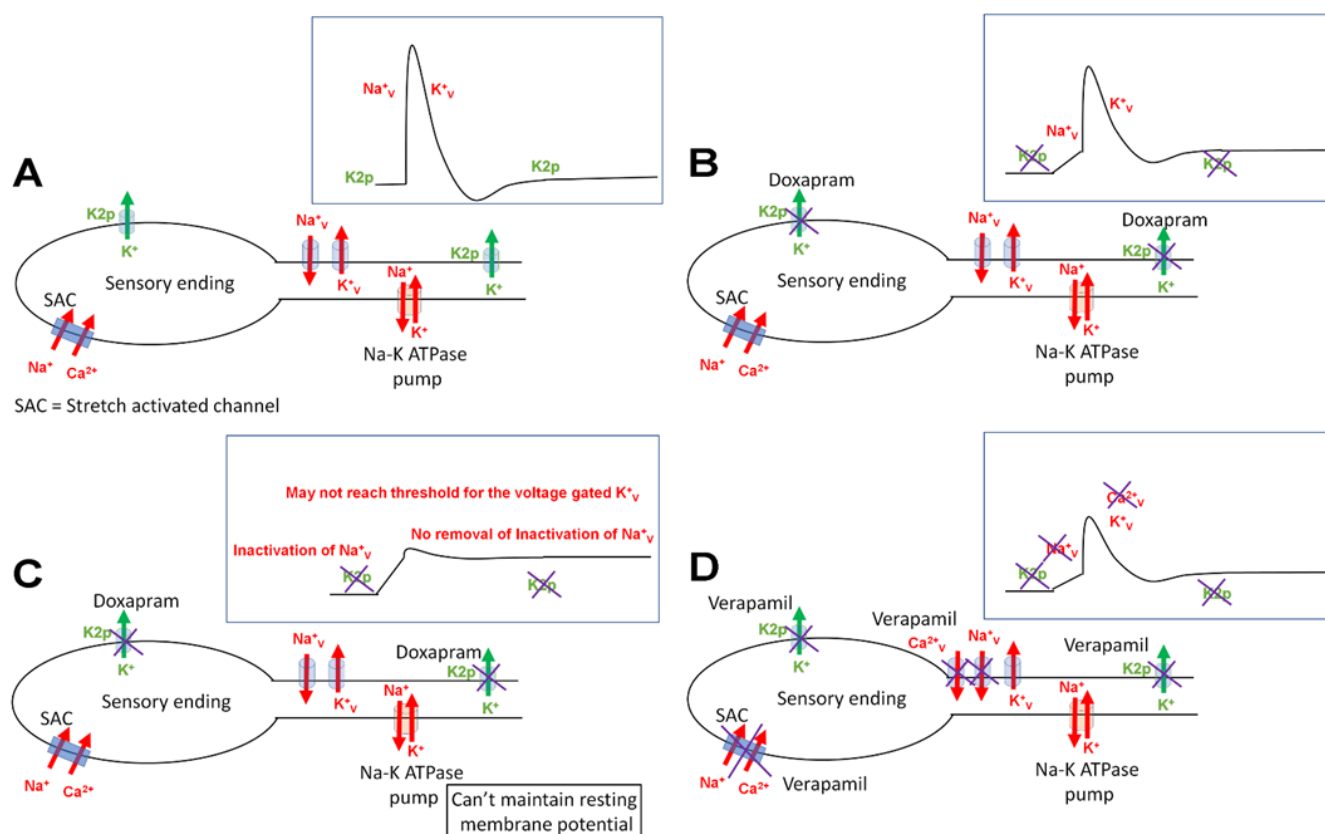 A
Na⁺ᵥ
K⁺ᵥ
K2p
K2p
K2p
K⁺
Sensory ending
SAC
Na⁺
Ca²⁺
Na⁺ᵥ
K⁺ᵥ
Na⁺
K⁺
K2p
K⁺
Na-K ATPase
pump
SAC = Stretch activated channel
B
K2p
Na⁺ᵥ
K⁺ᵥ
K2p
Doxapram
K2p
K⁺
Sensory ending
SAC
Na⁺
Ca²⁺
Na⁺ᵥ
K⁺ᵥ
Na⁺
K⁺
Doxapram
K2p
K⁺
Na-K ATPase
pump
C
May not reach threshold for the voltage gated K⁺ᵥ
No removal of Inactivation of Na⁺ᵥ
Inactivation of Na⁺ᵥ
K2p
K2p
Doxapram
K2p
K⁺
Sensory ending
SAC
Na⁺
Ca²⁺
Na⁺ᵥ
K⁺ᵥ
Na⁺
K⁺
Doxapram
K2p
K⁺
Na-K ATPase
pump
Can’t maintain resting
membrane potential
D
Ca²⁺ᵥ
K⁺ᵥ
Na⁺ᵥ
K2p
K2p
Verapamil
K2p
K⁺
Sensory ending
SAC
Na⁺
Ca²⁺
Verapamil
Verapamil
Ca²⁺ᵥ
Na⁺ᵥ
K⁺ᵥ
Na⁺
K⁺
Verapamil
K2p
K⁺
Na-K ATPase
pump